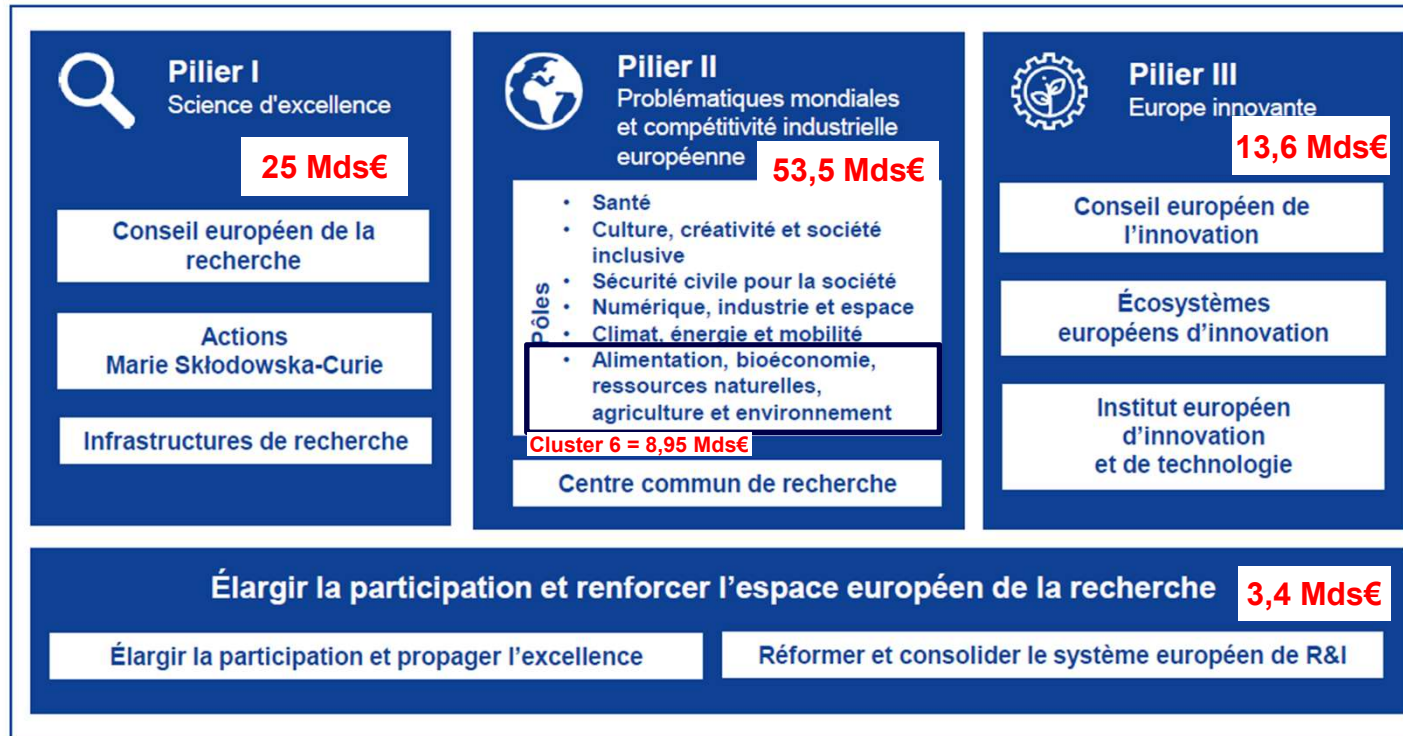 Pilier I
Science d'excellence
25 Mds€
Conseil européen de la
recherche
Actions
Marie Skłodowska-Curie
Infrastructures de recherche
Pilier II
Problématiques mondiales
et compétitivité industrielle
européenne
53,5 Mds€
Pôles
• Santé
• Culture, créativité et société
inclusive
• Sécurité civile pour la société
• Numérique, industrie et espace
• Climat, énergie et mobilité
• Alimentation, bioéconomie,
ressources naturelles,
agriculture et environnement
Cluster 6 = 8,95 Mds€
Centre commun de recherche
Pilier III
Europe innovante
13,6 Mds€
Conseil européen de
l’innovation
Écosystèmes
européens d’innovation
Institut européen
d’innovation
et de technologie
Élargir la participation et renforcer l’espace européen de la recherche
3,4 Mds€
Élargir la participation et propager l’excellence
Réformer et consolider le système européen de R&I